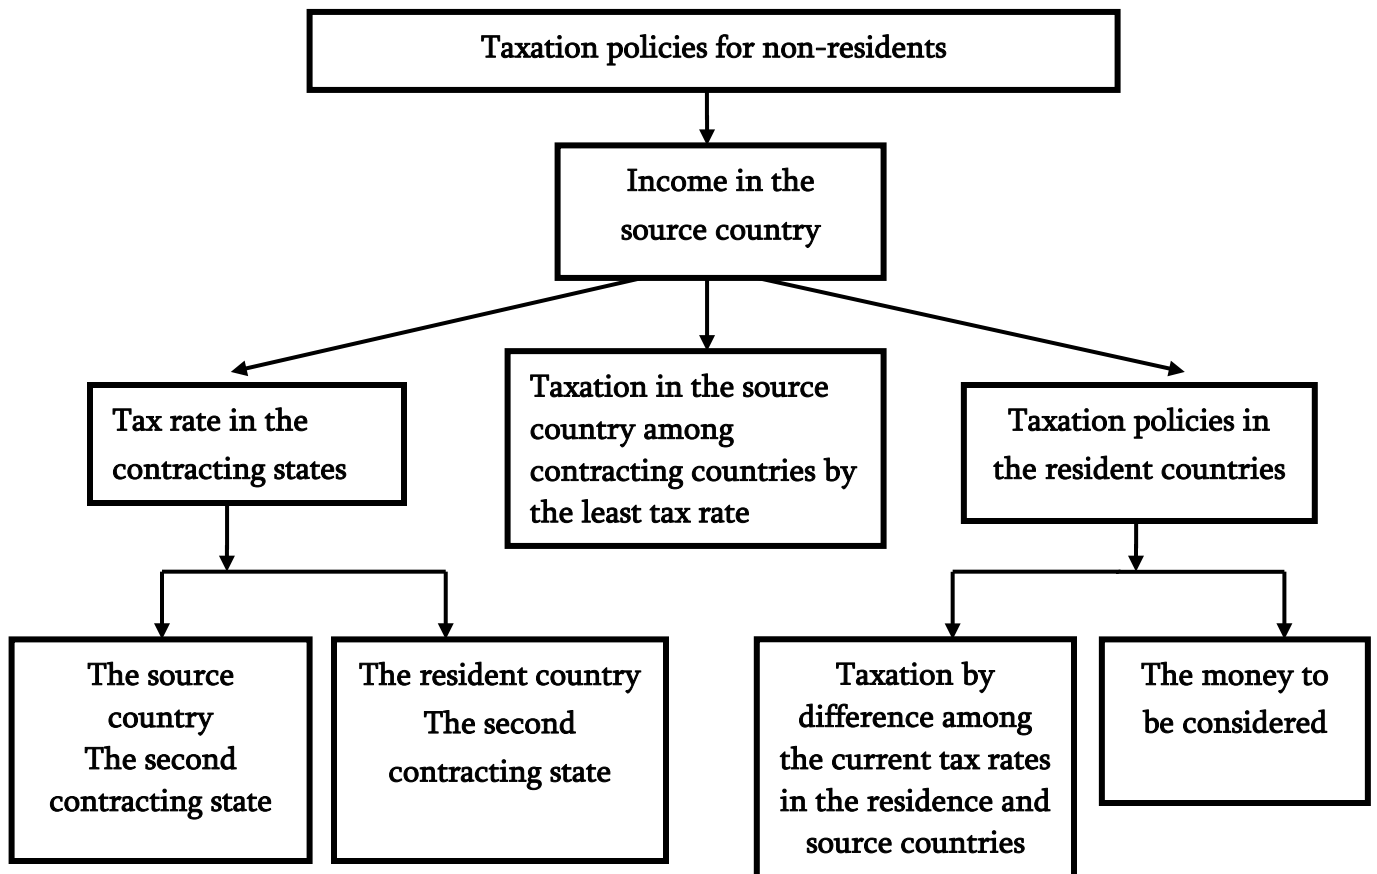 Taxation policies for non-residents
Income in the
source country
Tax rate in the
contracting states
Taxation in the source
country among
contracting countries by
the least tax rate
Taxation policies in
the resident countries
The source
country
The second
contracting state
The resident country
The second
contracting state
Taxation by
difference among
the current tax rates
in the residence and
source countries
The money to
be considered